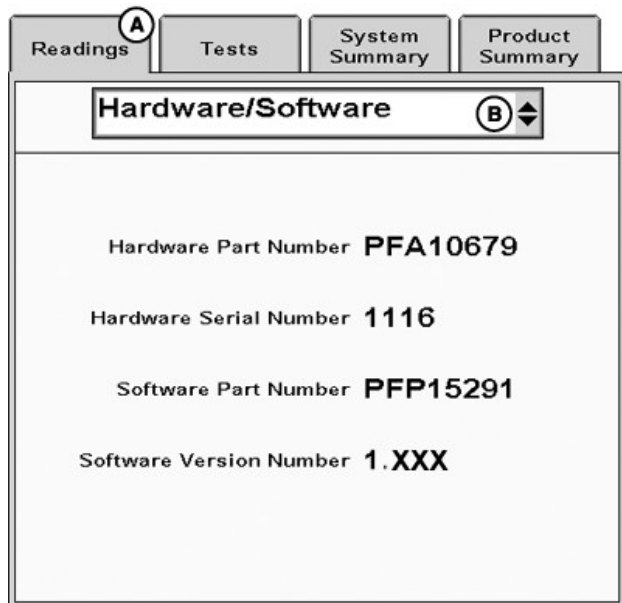 A
Readings
Tests
System
Summary
Product
Summary
Hardware/Software
B
Hardware Part Number PFA10679
Hardware Serial Number 1116
Software Part Number PFP15291
Software Version Number 1.XXX